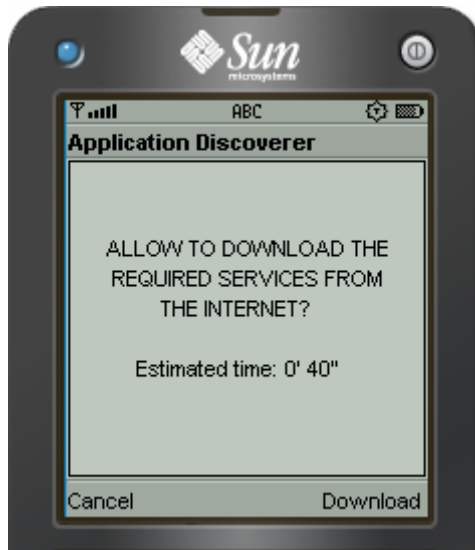 Sun
microsystems
ABC
Application Discoverer
ALLOW TO DOWNLOAD THE
REQUIRED SERVICES FROM
THE INTERNET?
Estimated time: 0' 40"
Cancel Download